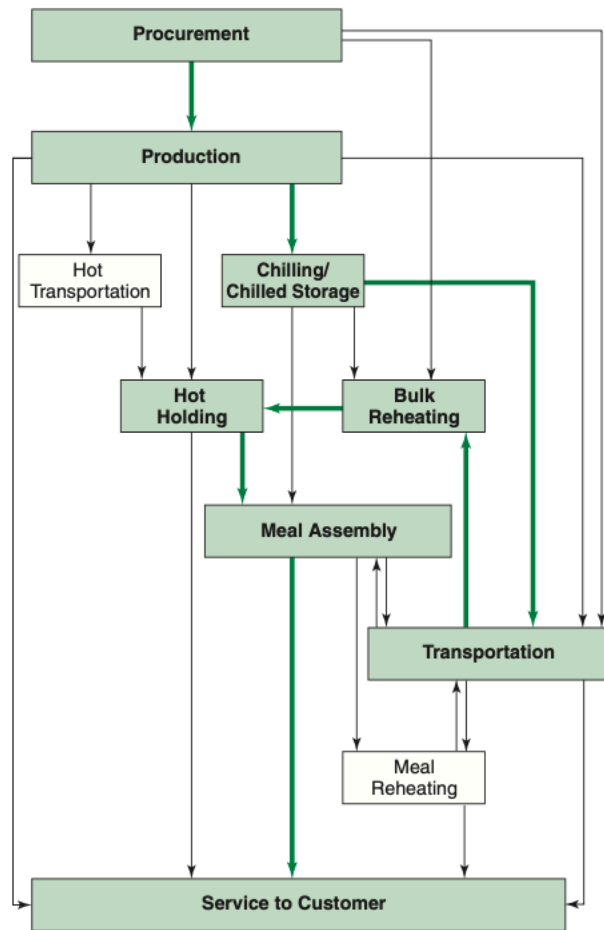 Procurement
Production
Hot
Transportation
Chilling/
Chilled Storage
Hot
Holding
Bulk
Reheating
Meal Assembly
Transportation
Meal
Reheating
Service to Customer